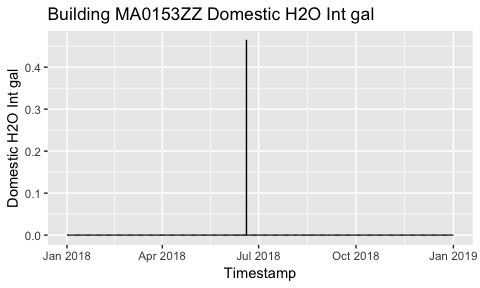 Building MA0153ZZ Domestic H2O Int gal
Domestic H2O Int gal
0.4
0.3
0.2
0.1
0.0
Jan 2018 Apr 2018 Jul 2018 Oct 2018 Jan 2019
Timestamp